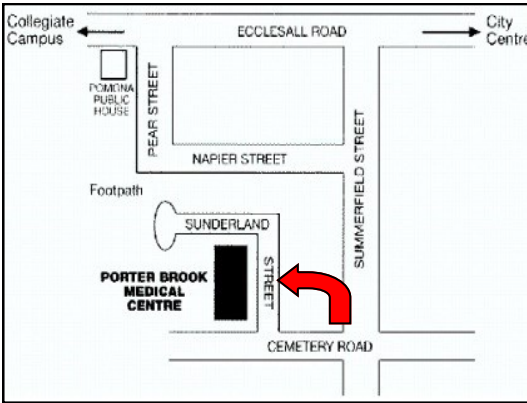 Collegiate
Campus
ECCLESALL ROAD
City
Centre
POMONA
PUBLIC
HOUSE
PEAR STREET
NAPIER STREET
SUMMERFIELD STREET
Footpath
SUNDERLAND
STREET
PORTER BROOK
MEDICAL
CENTRE
CEMETERY ROAD